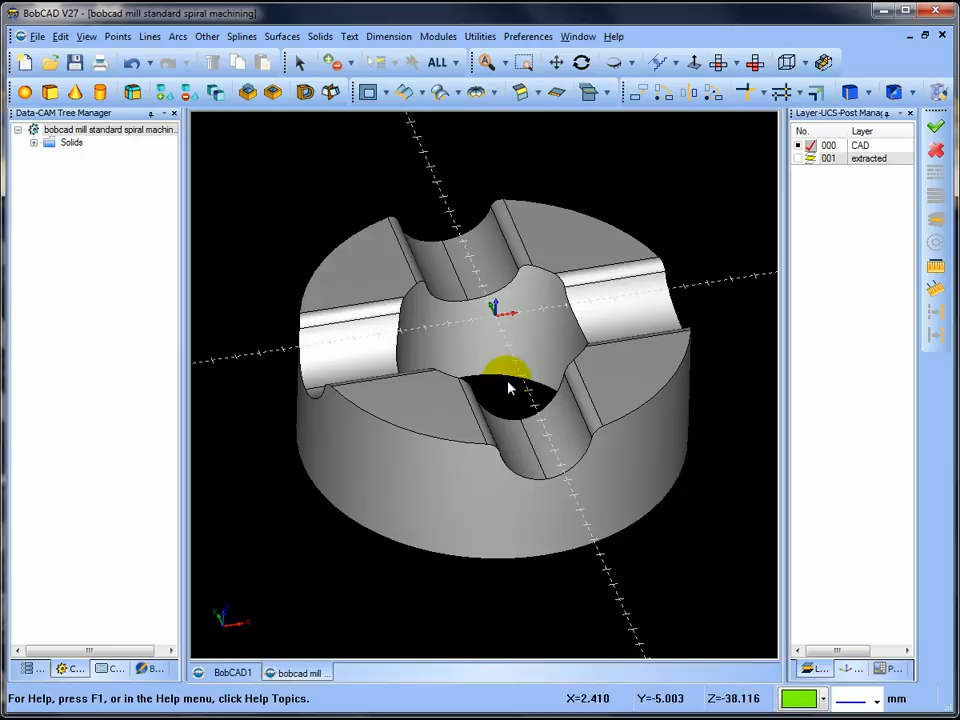 BobCAD V27 - [bobcad mill standard spiral machining]
File Edit View Points Lines Arcs Other Splines Surfaces Solids Text Dimension Modules Utilities Preferences Window Help
ALL
Data-CAM Tree Manager
bobcad mill standard spiral machin...
Solids
Layer-UCS-Post Manag
No. Layer
000 CAD
001 extracted
Y
X
... C... C... B...
BobCAD1 bobcad mill ...
L... ... P...
For Help, press F1, or in the Help menu, click Help Topics. X=2.410 Y=-5.003 Z=-38.116 mm